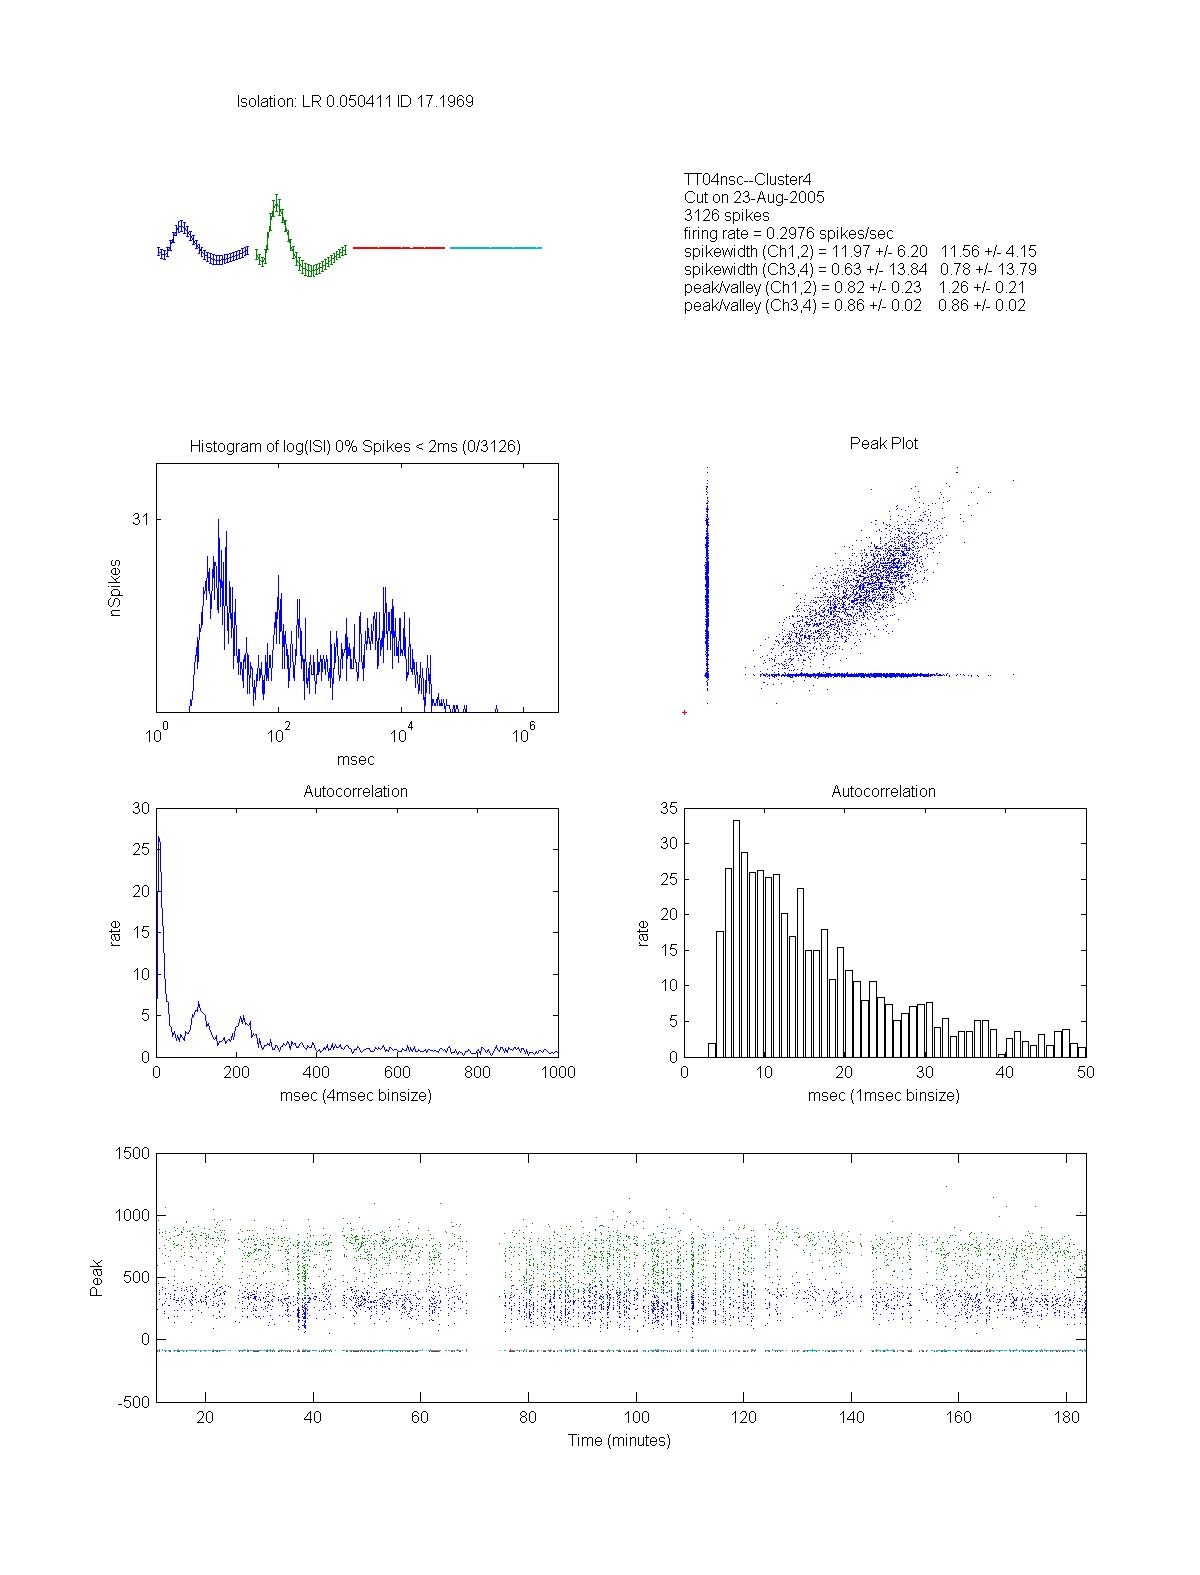 Isolation: LR 0.050411 ID 17.1969
TT04nsc--Cluster4
Cut on 23-Aug-2005
3126 spikes
firing rate = 0.2976 spikes/sec
spikewidth (Ch1,2) = 11.97 +/- 6.20 11.56 +/- 4.15
spikewidth (Ch3,4) = 0.63 +/- 13.84 0.78 +/- 13.79
peak/valley (Ch1,2) = 0.82 +/- 0.23 1.26 +/- 0.21
peak/valley (Ch3,4) = 0.86 +/- 0.02 0.86 +/- 0.02
Histogram of log(ISI) 0% Spikes < 2ms (0/3126)
31
nSpikes
10^0 10^2 10^4 10^6
msec
Peak Plot
Autocorrelation
30
25
20
15
10
5
0
rate
0 200 400 600 800 1000
msec (4msec binsize)
Autocorrelation
35
30
25
20
15
10
5
0
rate
0 10 20 30 40 50
msec (1msec binsize)
1500
1000
500
0
-500
Peak
20 40 60 80 100 120 140 160 180
Time (minutes)